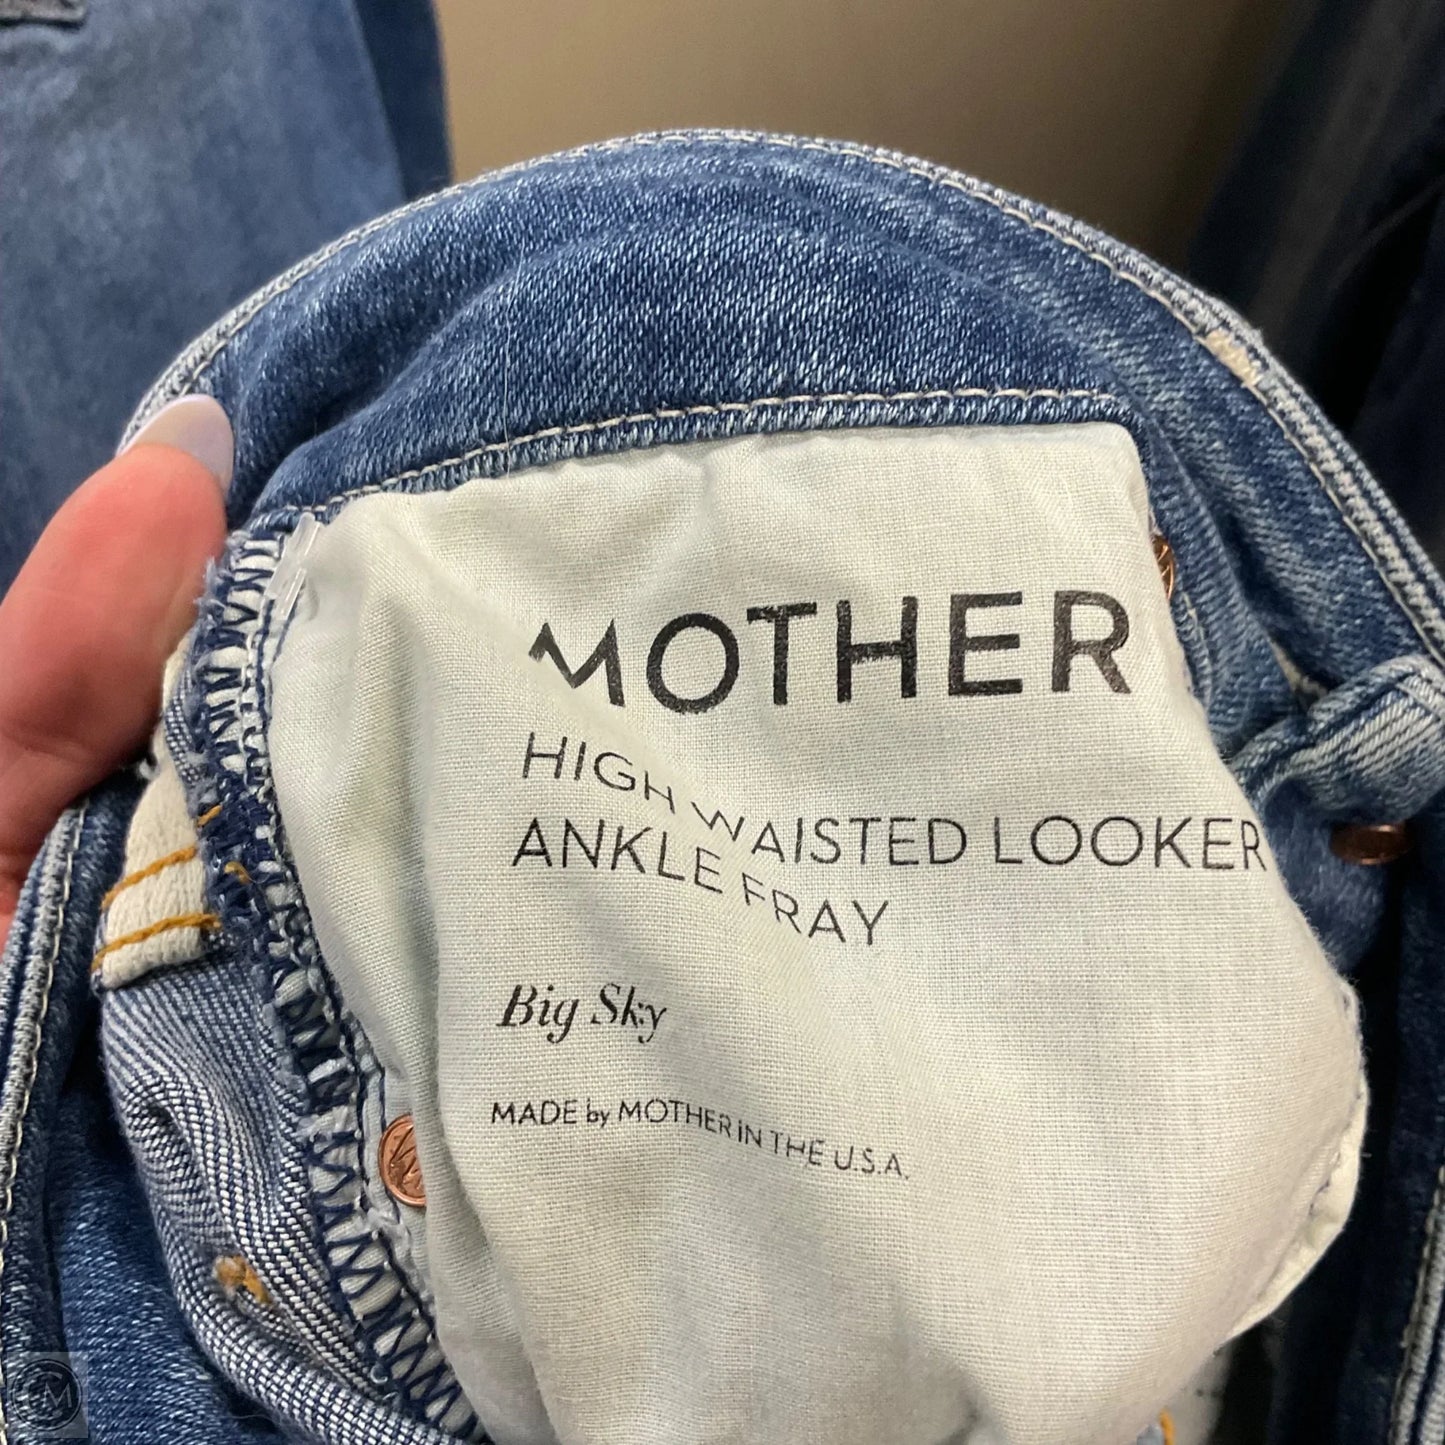 MOTHER
HIGH WAISTED LOOKER
ANKLE FRAY
Big Sky
MADE by MOTHER IN THE U.S.A.